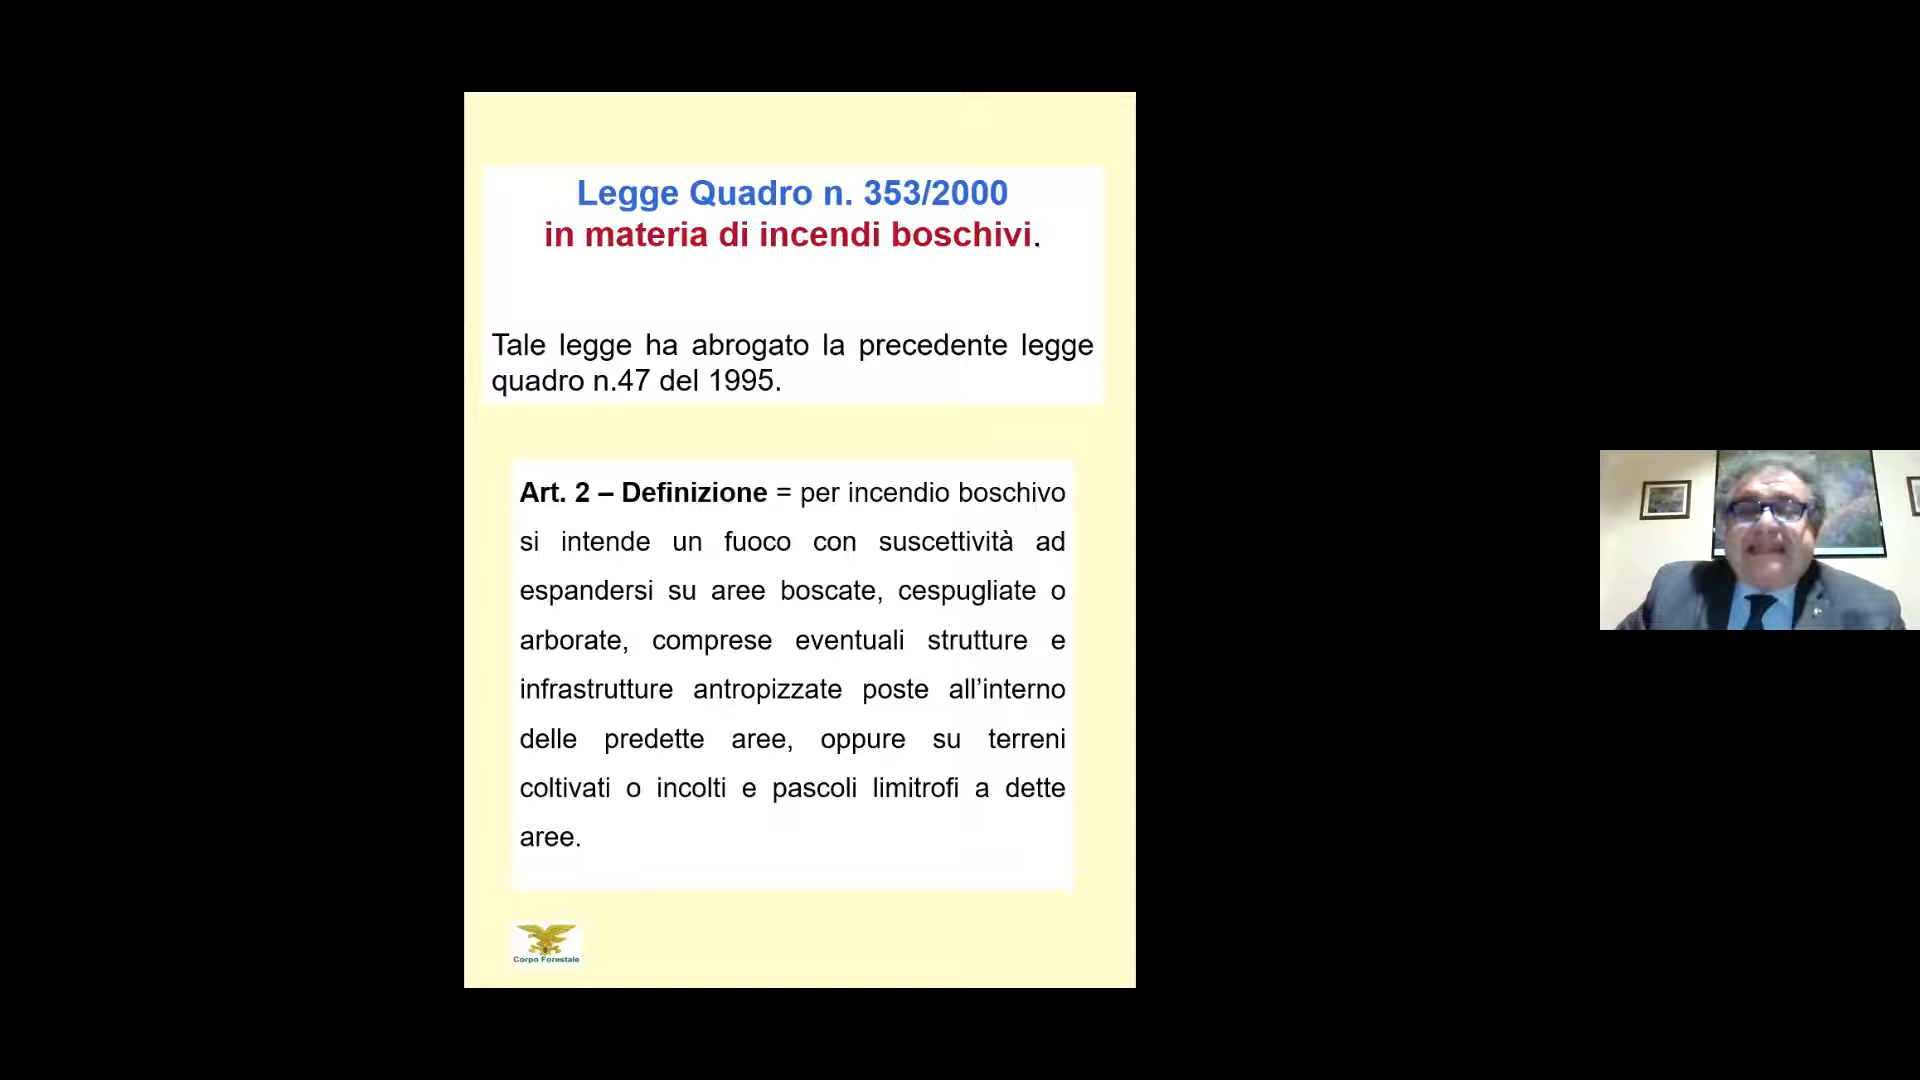 Legge Quadro n. 353/2000
in materia di incendi boschivi.
Tale legge ha abrogato la precedente legge
quadro n.47 del 1995.
Art. 2 – Definizione = per incendio boschivo
si intende un fuoco con suscettività ad
espandersi su aree boscate, cespugliate o
arborate, comprese eventuali strutture e
infrastrutture antropizzate poste all’interno
delle predette aree, oppure su terreni
coltivati o incolti e pascoli limitrofi a dette
aree.
Corpo Forestale